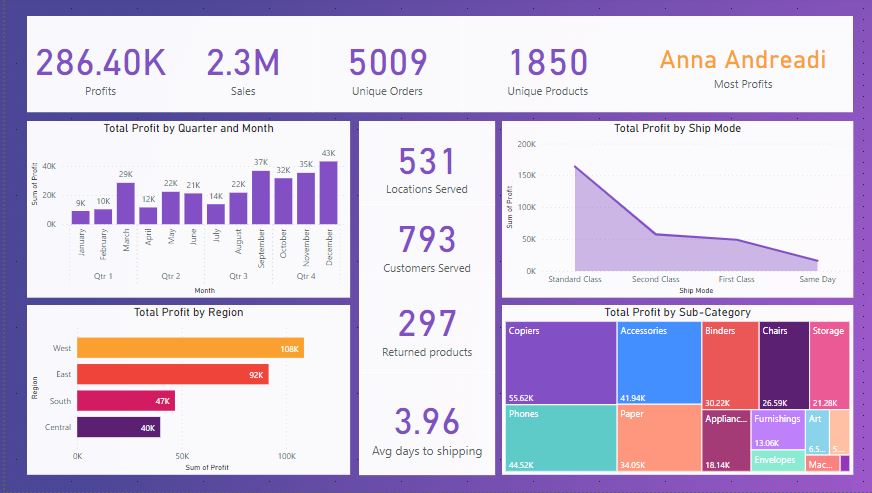 286.40K
Profits
2.3M
Sales
5009
Unique Orders
1850
Unique Products
Anna Andreadi
Most Profits
Total Profit by Quarter and Month
Sum of Profit
40K
20K
0K
9K
10K
29K
12K
22K
21K
14K
22K
37K
32K
35K
43K
January
February
March
April
May
June
July
August
September
October
November
December
Qtr 1
Qtr 2
Qtr 3
Qtr 4
Month
531
Locations Served
793
Customers Served
297
Returned products
3.96
Avg days to shipping
Total Profit by Ship Mode
Sum of Profit
200K
150K
100K
50K
0K
Standard Class
Second Class
First Class
Same Day
Ship Mode
Total Profit by Region
Region
West
108K
East
92K
South
47K
Central
40K
0K
50K
100K
Sum of Profit
Total Profit by Sub-Category
Copiers
55.62K
Accessories
41.94K
Binders
30.22K
Chairs
26.59K
Storage
21.28K
Phones
44.52K
Paper
34.05K
Applianc...
18.14K
Furnishings
13.06K
Envelopes
Art
6.5...
5...
Mac...